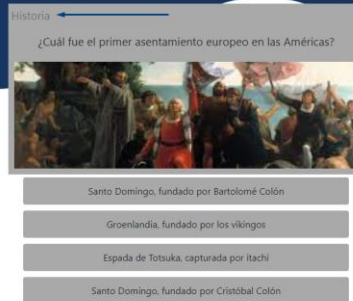 Historia
¿Cuál fue el primer asentamiento europeo en las Américas?
Santo Domingo, fundado por Bartolomé Colón
Groenlandia, fundado por los vikingos
Espada de Totsuka, capturada por itachi
Santo Domingo, fundado por Cristóbal Colón